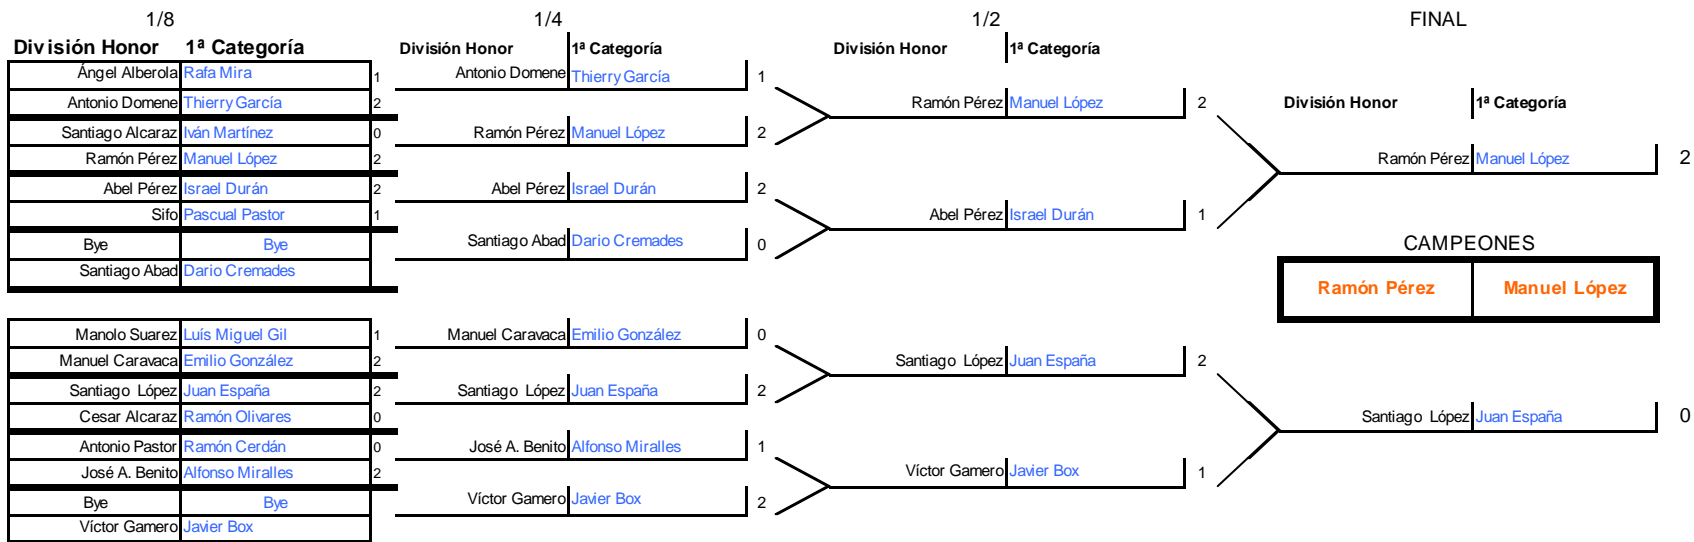 1/8 1/4 1/2 FINAL
División Honor 1ª Categoría División Honor 1ª Categoría División Honor 1ª Categoría
Ángel Alberola Rafa Mira 1 Antonio Domene Thierry García 1
Antonio Domene Thierry García 2 Ramón Pérez Manuel López 2 División Honor 1ª Categoría
Santiago Alcaraz Iván Martínez 0 Ramón Pérez Manuel López 2
Ramón Pérez Manuel López 2 Ramón Pérez Manuel López 2
Abel Pérez Israel Durán 2 Abel Pérez Israel Durán 2
Sifo Pascual Pastor 1 Abel Pérez Israel Durán 1
Bye Bye Santiago Abad Dario Cremades 0 CAMPEONES
Santiago Abad Dario Cremades
Ramón Pérez Manuel López
Manolo Suarez Luís Miguel Gil 1 Manuel Caravaca Emilio González 0
Manuel Caravaca Emilio González 2 Santiago López Juan España 2
Santiago López Juan España 2 Santiago López Juan España 2
Cesar Alcaraz Ramón Olivares 0 Santiago López Juan España 0
Antonio Pastor Ramón Cerdán 0 José A. Benito Alfonso Miralles 1
José A. Benito Alfonso Miralles 2 Víctor Gamero Javier Box 1
Bye Bye Víctor Gamero Javier Box 2
Víctor Gamero Javier Box